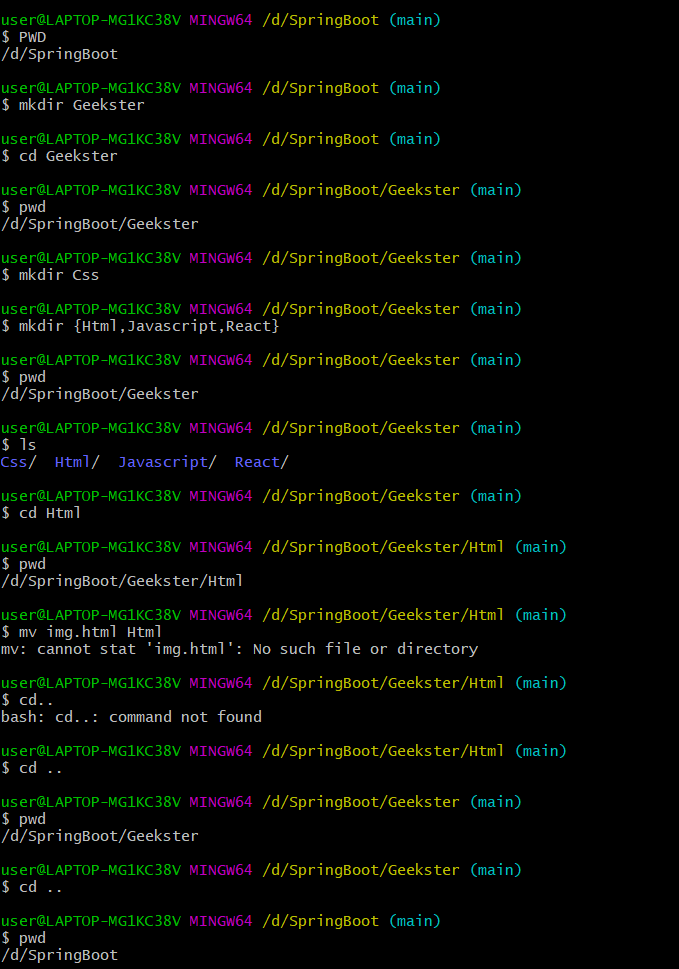 user@LAPTOP-MG1KC38V MINGW64 /d/SpringBoot (main)
$ PWD
/d/SpringBoot
user@LAPTOP-MG1KC38V MINGW64 /d/SpringBoot (main)
$ mkdir Geekster
user@LAPTOP-MG1KC38V MINGW64 /d/SpringBoot (main)
$ cd Geekster
user@LAPTOP-MG1KC38V MINGW64 /d/SpringBoot/Geekster (main)
$ pwd
/d/SpringBoot/Geekster
user@LAPTOP-MG1KC38V MINGW64 /d/SpringBoot/Geekster (main)
$ mkdir Css
user@LAPTOP-MG1KC38V MINGW64 /d/SpringBoot/Geekster (main)
$ mkdir {Html,Javascript,React}
user@LAPTOP-MG1KC38V MINGW64 /d/SpringBoot/Geekster (main)
$ pwd
/d/SpringBoot/Geekster
user@LAPTOP-MG1KC38V MINGW64 /d/SpringBoot/Geekster (main)
$ ls
Css/  Html/  Javascript/  React/
user@LAPTOP-MG1KC38V MINGW64 /d/SpringBoot/Geekster (main)
$ cd Html
user@LAPTOP-MG1KC38V MINGW64 /d/SpringBoot/Geekster/Html (main)
$ pwd
/d/SpringBoot/Geekster/Html
user@LAPTOP-MG1KC38V MINGW64 /d/SpringBoot/Geekster/Html (main)
$ mv img.html Html
mv: cannot stat 'img.html': No such file or directory
user@LAPTOP-MG1KC38V MINGW64 /d/SpringBoot/Geekster/Html (main)
$ cd..
bash: cd..: command not found
user@LAPTOP-MG1KC38V MINGW64 /d/SpringBoot/Geekster/Html (main)
$ cd ..
user@LAPTOP-MG1KC38V MINGW64 /d/SpringBoot/Geekster (main)
$ pwd
/d/SpringBoot/Geekster
user@LAPTOP-MG1KC38V MINGW64 /d/SpringBoot/Geekster (main)
$ cd ..
user@LAPTOP-MG1KC38V MINGW64 /d/SpringBoot (main)
$ pwd
/d/SpringBoot